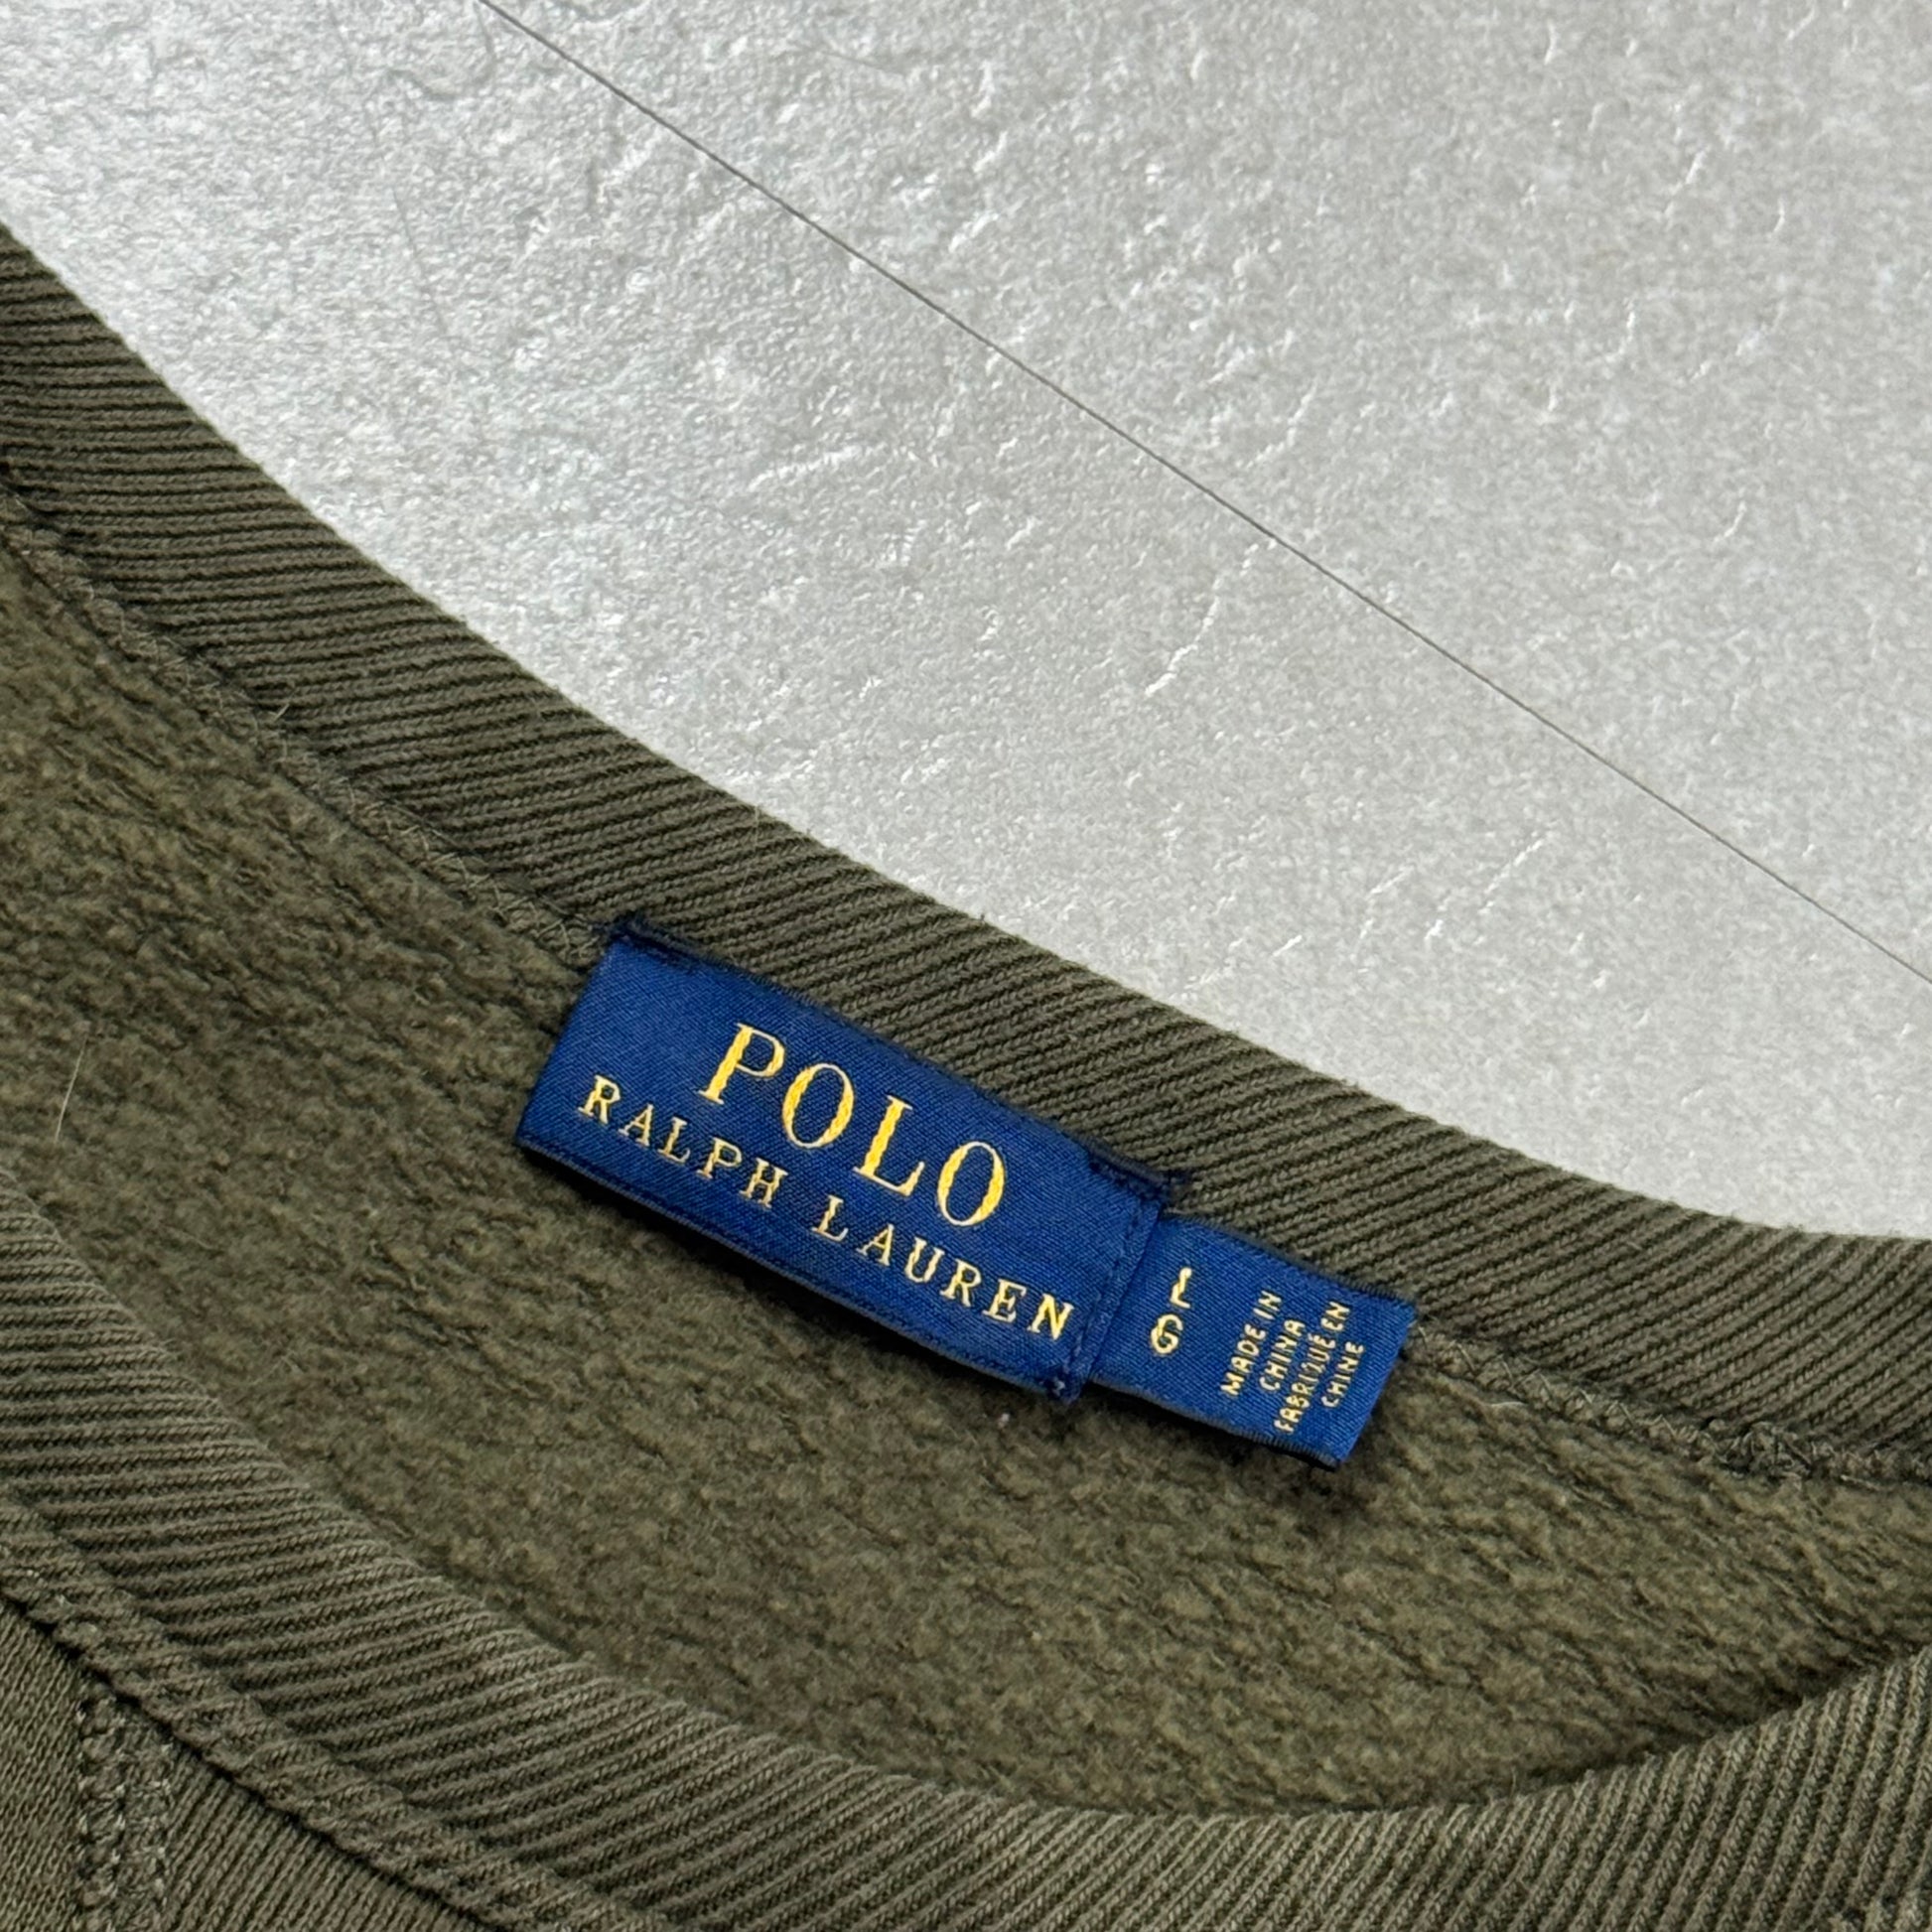 POLO
RALPH LAUREN
L
G
MADE IN
CHINA
FABRIQUÉ EN
CHINE